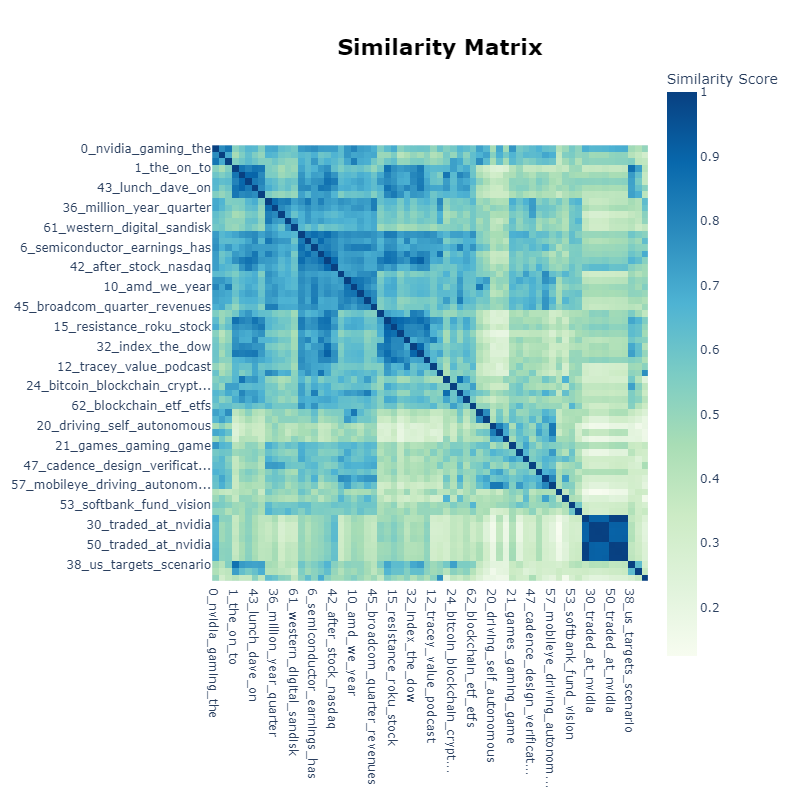 Similarity Matrix
Similarity Score
1
0.9
0.8
0.7
0.6
0.5
0.4
0.3
0.2
0_nvidia_gaming_the
1_the_on_to
43_lunch_dave_on
36_million_year_quarter
61_western_digital_sandisk
6_semiconductor_earnings_has
42_after_stock_nasdaq
10_amd_we_year
45_broadcom_quarter_revenues
15_resistance_roku_stock
32_index_the_dow
12_tracey_value_podcast
24_bitcoin_blockchain_crypt...
62_blockchain_etf_etfs
20_driving_self_autonomous
21_games_gaming_game
47_cadence_design_verificat...
57_mobileye_driving_autonom...
53_softbank_fund_vision
30_traded_at_nvidia
50_traded_at_nvidia
38_us_targets_scenario
0_nvidia_gaming_the
1_the_on_to
43_lunch_dave_on
36_million_year_quarter
61_western_digital_sandisk
6_semiconductor_earnings_has
42_after_stock_nasdaq
10_amd_we_year
45_broadcom_quarter_revenues
15_resistance_roku_stock
32_index_the_dow
12_tracey_value_podcast
24_bitcoin_blockchain_crypt...
62_blockchain_etf_etfs
20_driving_self_autonomous
21_games_gaming_game
47_cadence_design_verificat...
57_mobileye_driving_autonom...
53_softbank_fund_vision
30_traded_at_nvidia
50_traded_at_nvidia
38_us_targets_scenario